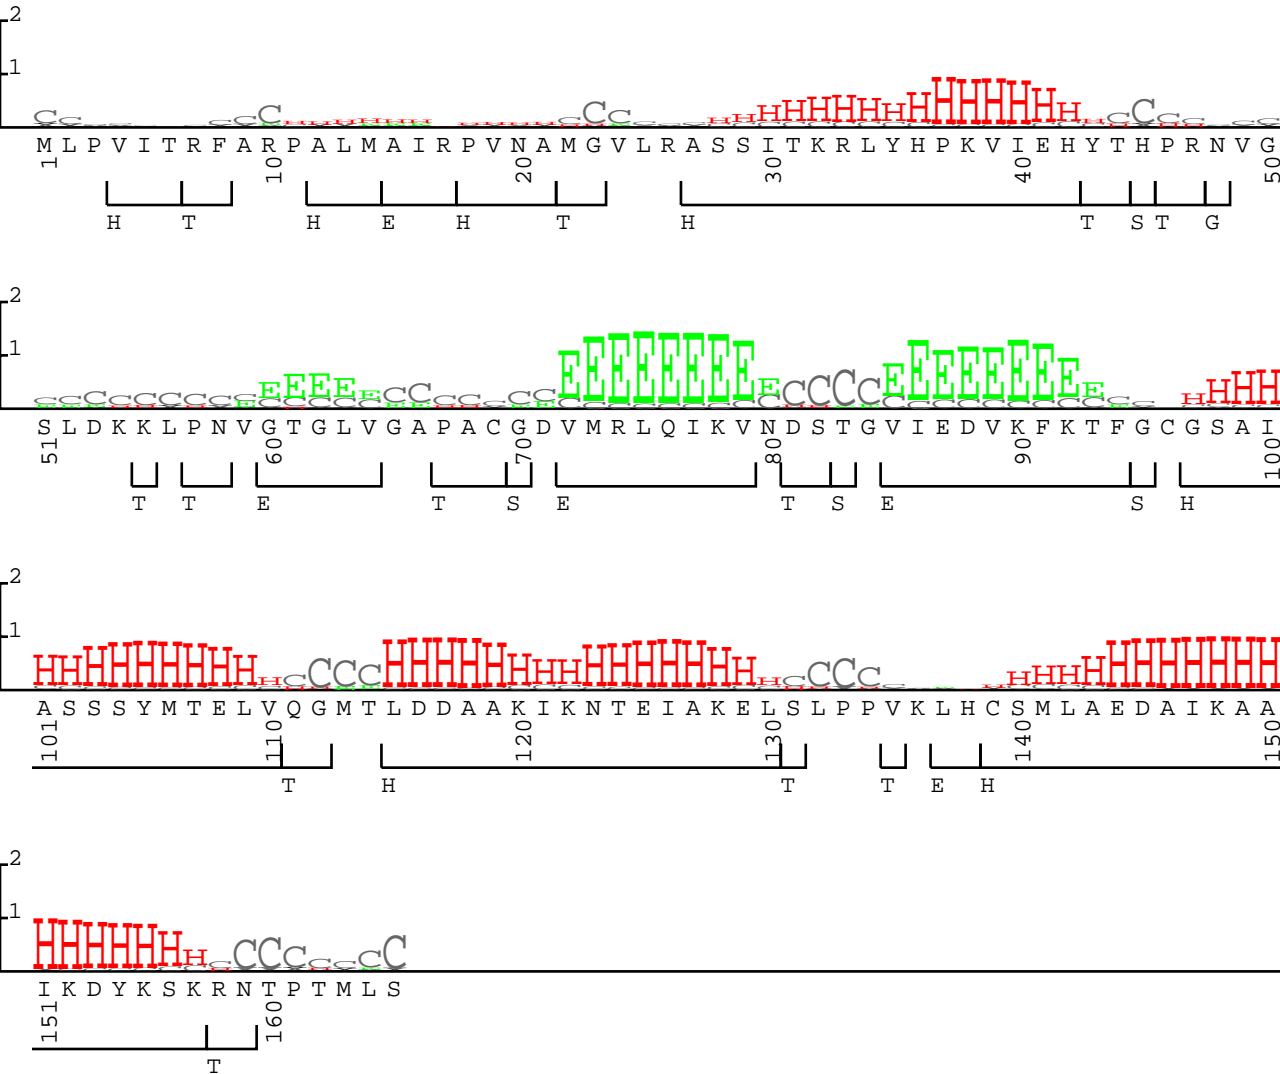 2
1
M L P V I T R F A R P A L M A I R P V N A M G V L R A S S I T K R L Y H P K V I E H Y T H P R N V G
1 10 20 30 40 50
H T H E H T H T S T G
2
1
S L D K K L P N V G T G L V G A P A C G D V M R L Q I K V N D S T G V I E D V K F K T F G C G S A I
51 60 70 80 90 100
T T E T S E T S E S H
2
1
A S S S Y M T E L V Q G M T L D D A A K I K N T E I A K E L S L P P V K L H C S M L A E D A I K A A
101 110 120 130 140 150
T H T T E H
2
1
I K D Y K S K R N T P T M L S
151 160
T